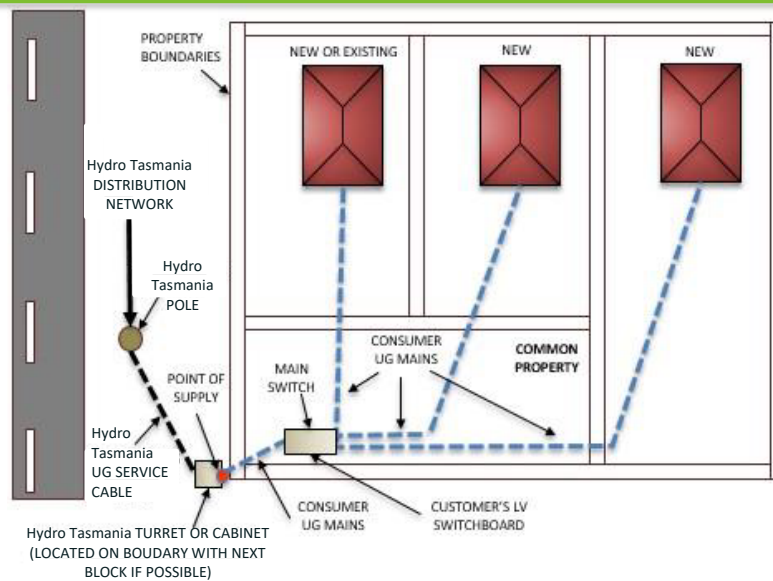 PROPERTY
BOUNDARIES
NEW OR EXISTING
NEW
NEW
Hydro Tasmania
DISTRIBUTION
NETWORK
Hydro
Tasmania
POLE
POINT OF
SUPPLY
MAIN
SWITCH
CONSUMER
UG MAINS
COMMON
PROPERTY
Hydro
Tasmania
UG SERVICE
CABLE
CONSUMER
UG MAINS
CUSTOMER'S LV
SWITCHBOARD
Hydro Tasmania TURRET OR CABINET
(LOCATED ON BOUDARY WITH NEXT
BLOCK IF POSSIBLE)